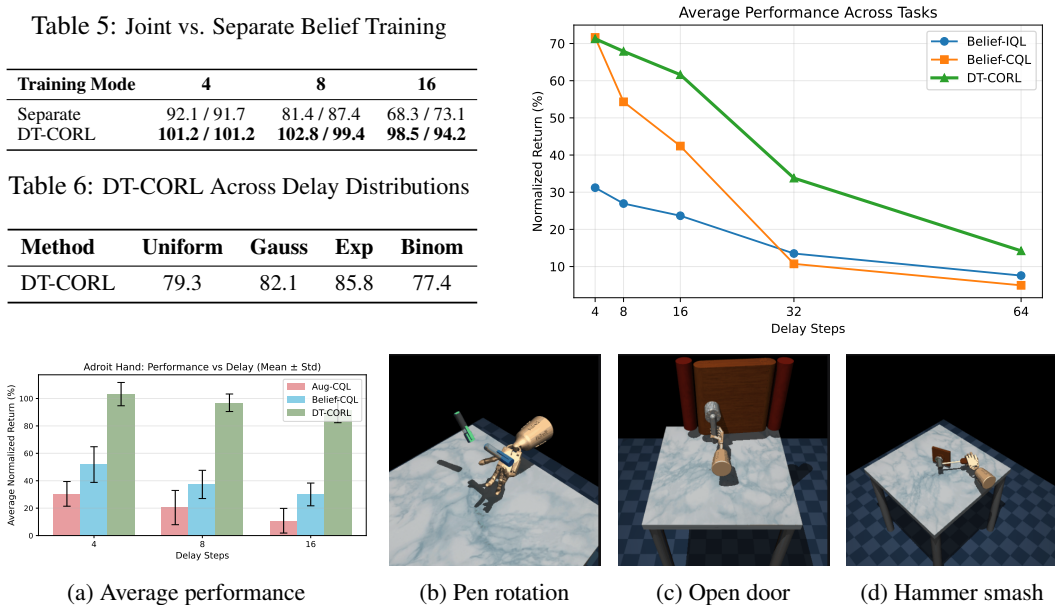 Table 5: Joint vs. Separate Belief Training
Training Mode 4 8 16
Separate 92.1 / 91.7 81.4 / 87.4 68.3 / 73.1
DT-CORL 101.2 / 101.2 102.8 / 99.4 98.5 / 94.2
Table 6: DT-CORL Across Delay Distributions
Method Uniform Gauss Exp Binom
DT-CORL 79.3 82.1 85.8 77.4
Average Performance Across Tasks
Normalized Return (%)
70
60
50
40
30
20
10
Belief-IQL
Belief-CQL
DT-CORL
4 8 16 32 64
Delay Steps
Adroit Hand: Performance vs Delay (Mean ± Std)
Average Normalized Return (%)
100
80
60
40
20
0
Aug-CQL
Belief-CQL
DT-CORL
4 8 16
Delay Steps
(a) Average performance
(b) Pen rotation
(c) Open door
(d) Hammer smash